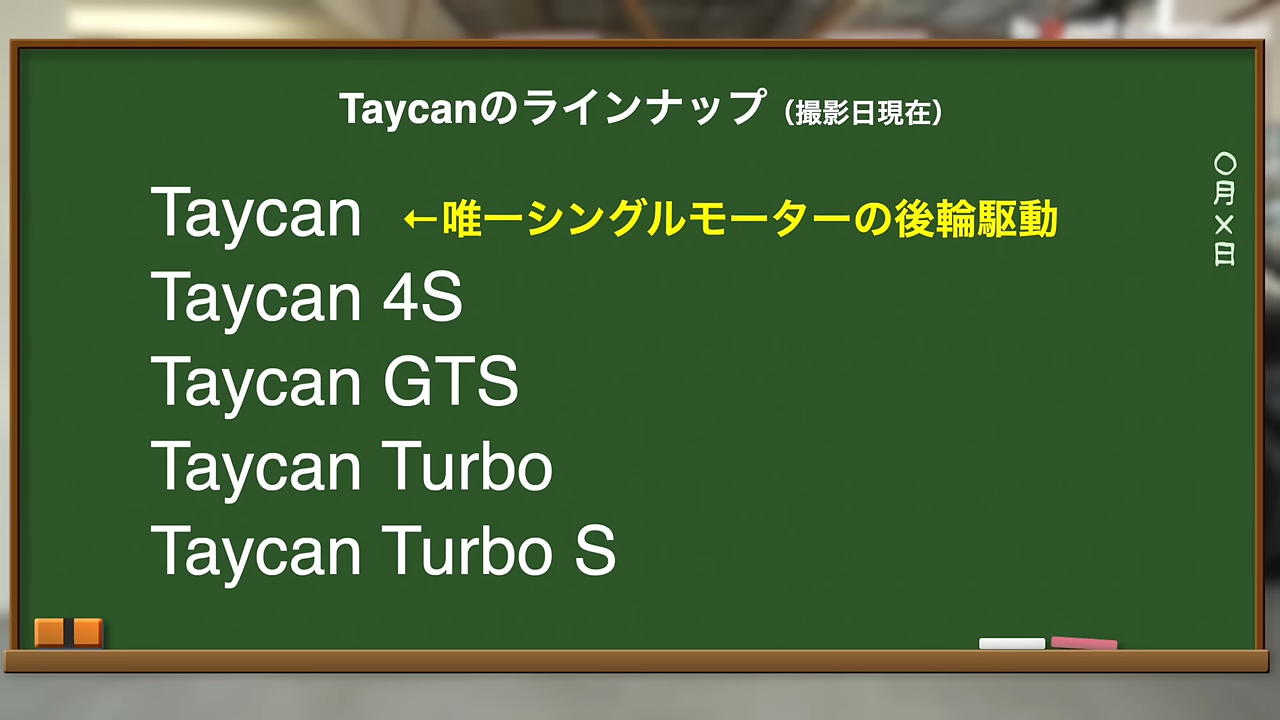 Taycanのラインナップ（撮影日現在）
Taycan ←唯一シングルモーターの後輪駆動
Taycan 4S
Taycan GTS
Taycan Turbo
Taycan Turbo S
〇月×日